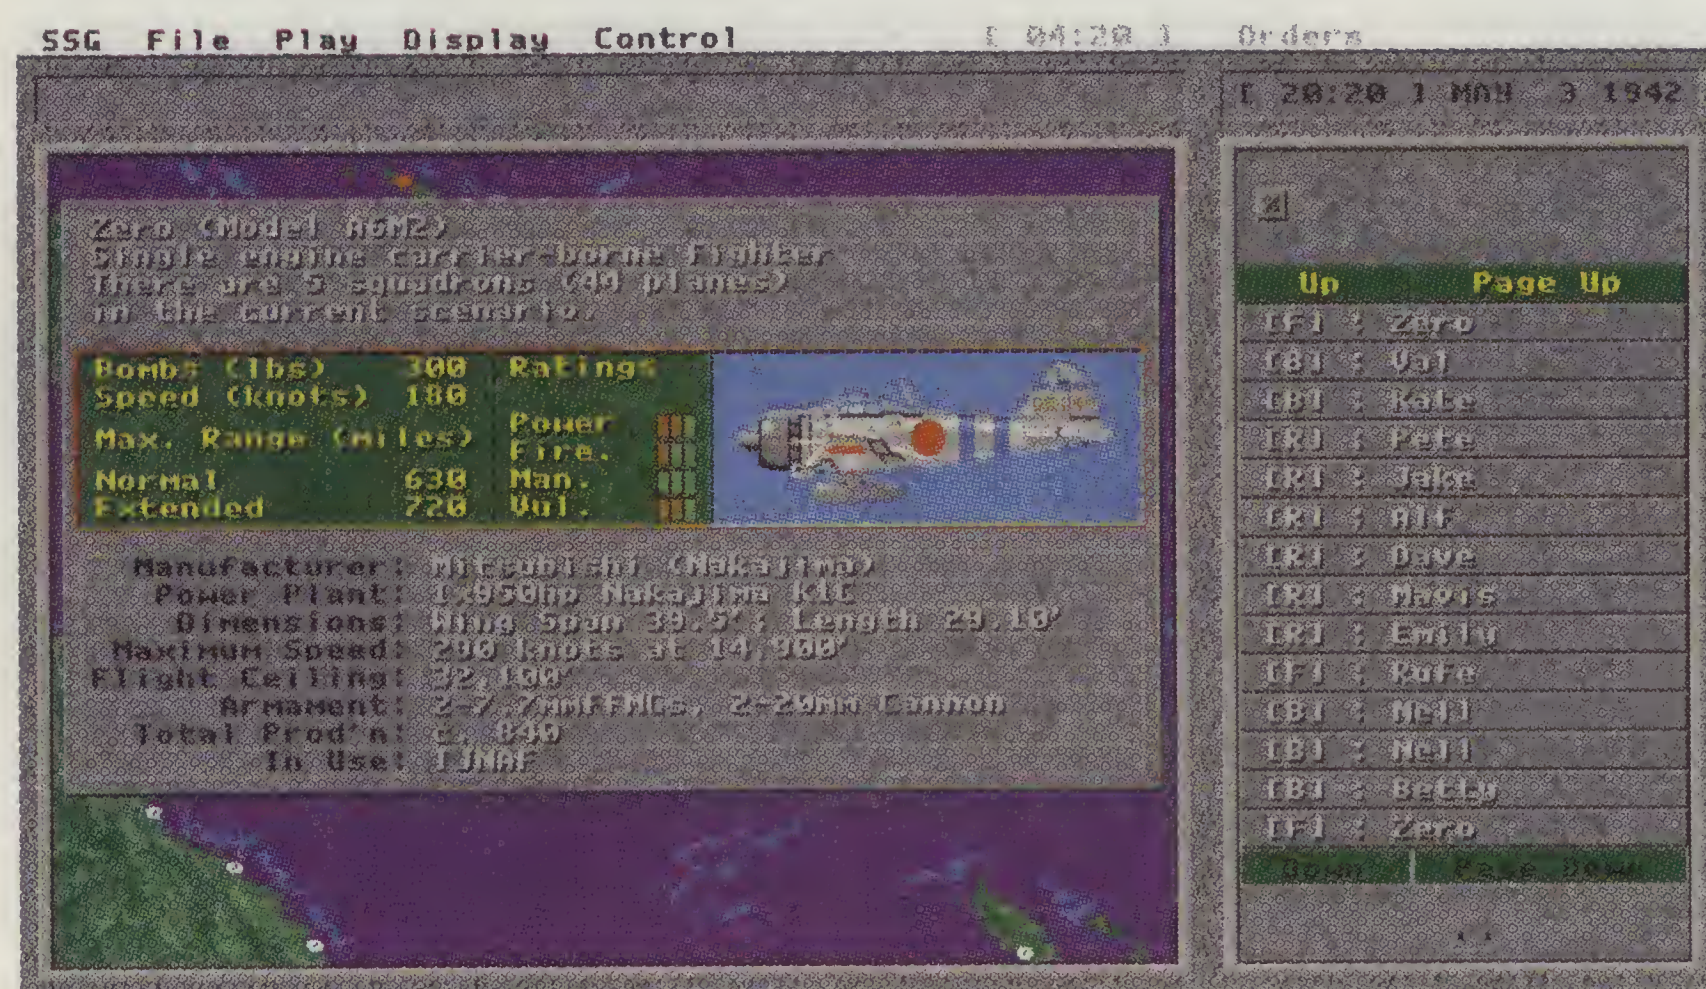 SSG File Play Display Control [ 04:20 ] Orders
[ 20:20 ] MAY 3 1942
Zero (Model A6M2)
Single engine carrier-borne fighter
There are 5 squadrons (44 planes)
in the current scenario.
Bombs (lbs) 300 Ratings
Speed (knots) 180
Max. Range (miles) Power
Fire.
Normal 630 Man.
Extended 720 Vul.
Manufacturer: Mitsubishi (Nakajima)
Power Plant: 1x950hp Nakajima
Dimensions: Wing Span 39.5'; Length 29.10'
Maximum Speed: 290 knots at 14,900'
Flight Ceiling: 32,100'
Armament: 2-7.7mmFFMGs, 2-20mm Cannon
Total Prod'n: c. 840
In Use: IJNAF
Up Page Up
[F] : Zero
[B] : Val
[B] : Kate
[R] : Pete
[R] : Jake
[R] : Alf
[R] : Dave
[R] : Mavis
[R] : Emily
[F] : Rufe
[B] : Nell
[B] : Nell
[B] : Betty
[F] : Zero
Down Page Down